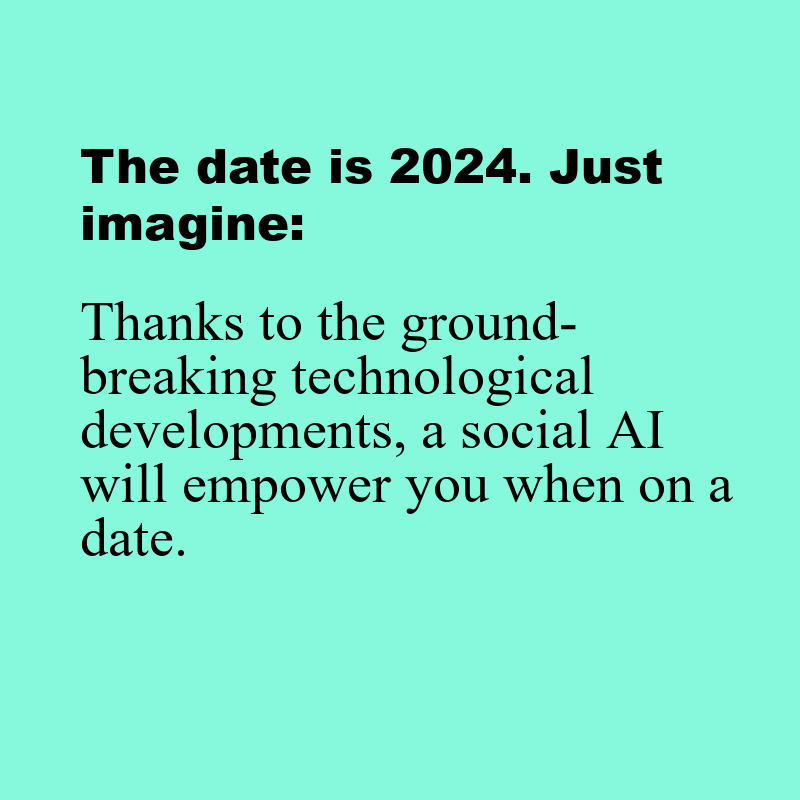 The date is 2024. Just
imagine:
Thanks to the ground-
breaking technological
developments, a social AI
will empower you when on a
date.